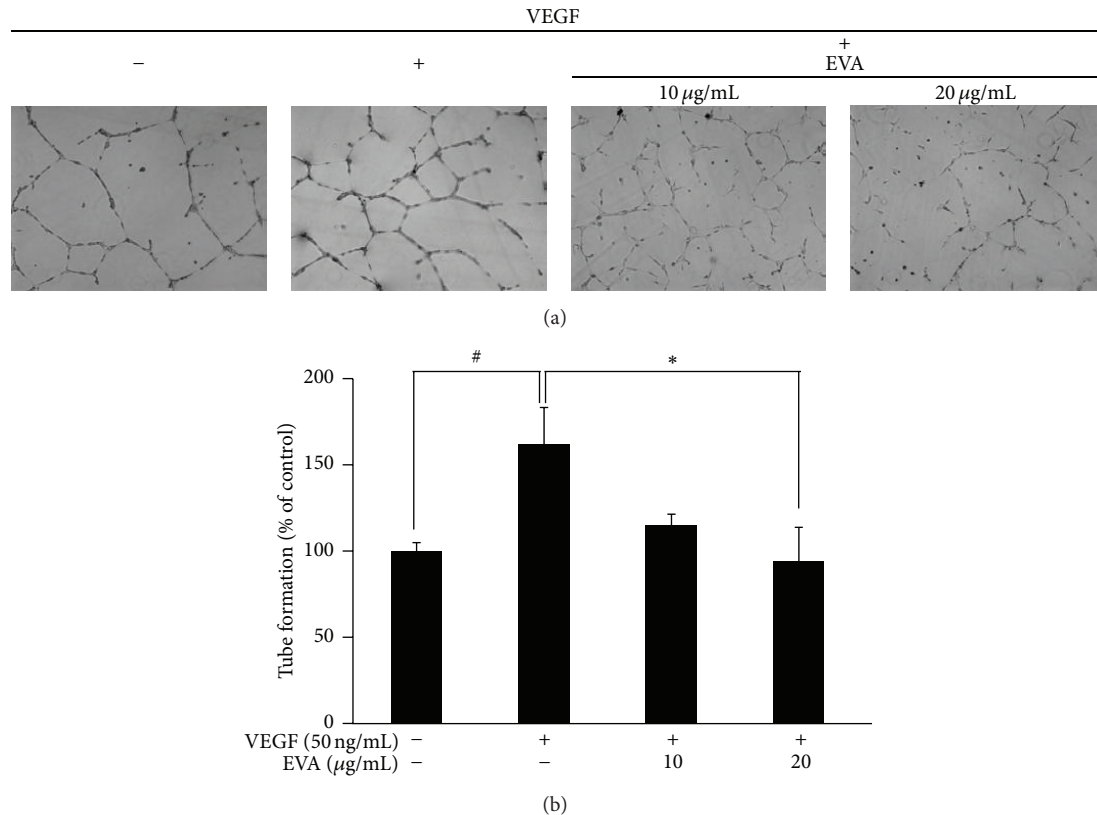 VEGF
− + +
EVA
10 μg/mL 20 μg/mL
(a)
# *
200
150
100
50
0
Tube formation (% of control)
VEGF (50 ng/mL) − + + +
EVA (μg/mL) − − 10 20
(b)